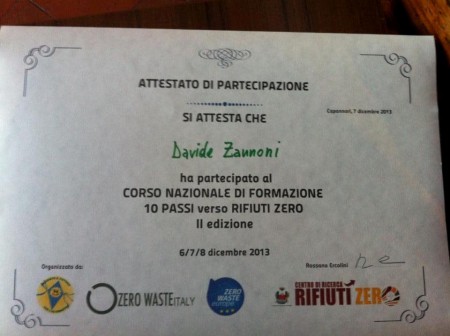 ATTESTATO DI PARTECIPAZIONE
Capannori, 7 dicembre 2013
SI ATTESTA CHE
Davide Zannoni
ha partecipato al
CORSO NAZIONALE DI FORMAZIONE
10 PASSI verso RIFIUTI ZERO
II edizione
6/7/8 dicembre 2013
Organizzato da:
Rossano Ercolini
ZERO WASTE ITALY
ZERO WASTE europe
CENTRO DI RICERCA
RIFIUTI ZERO